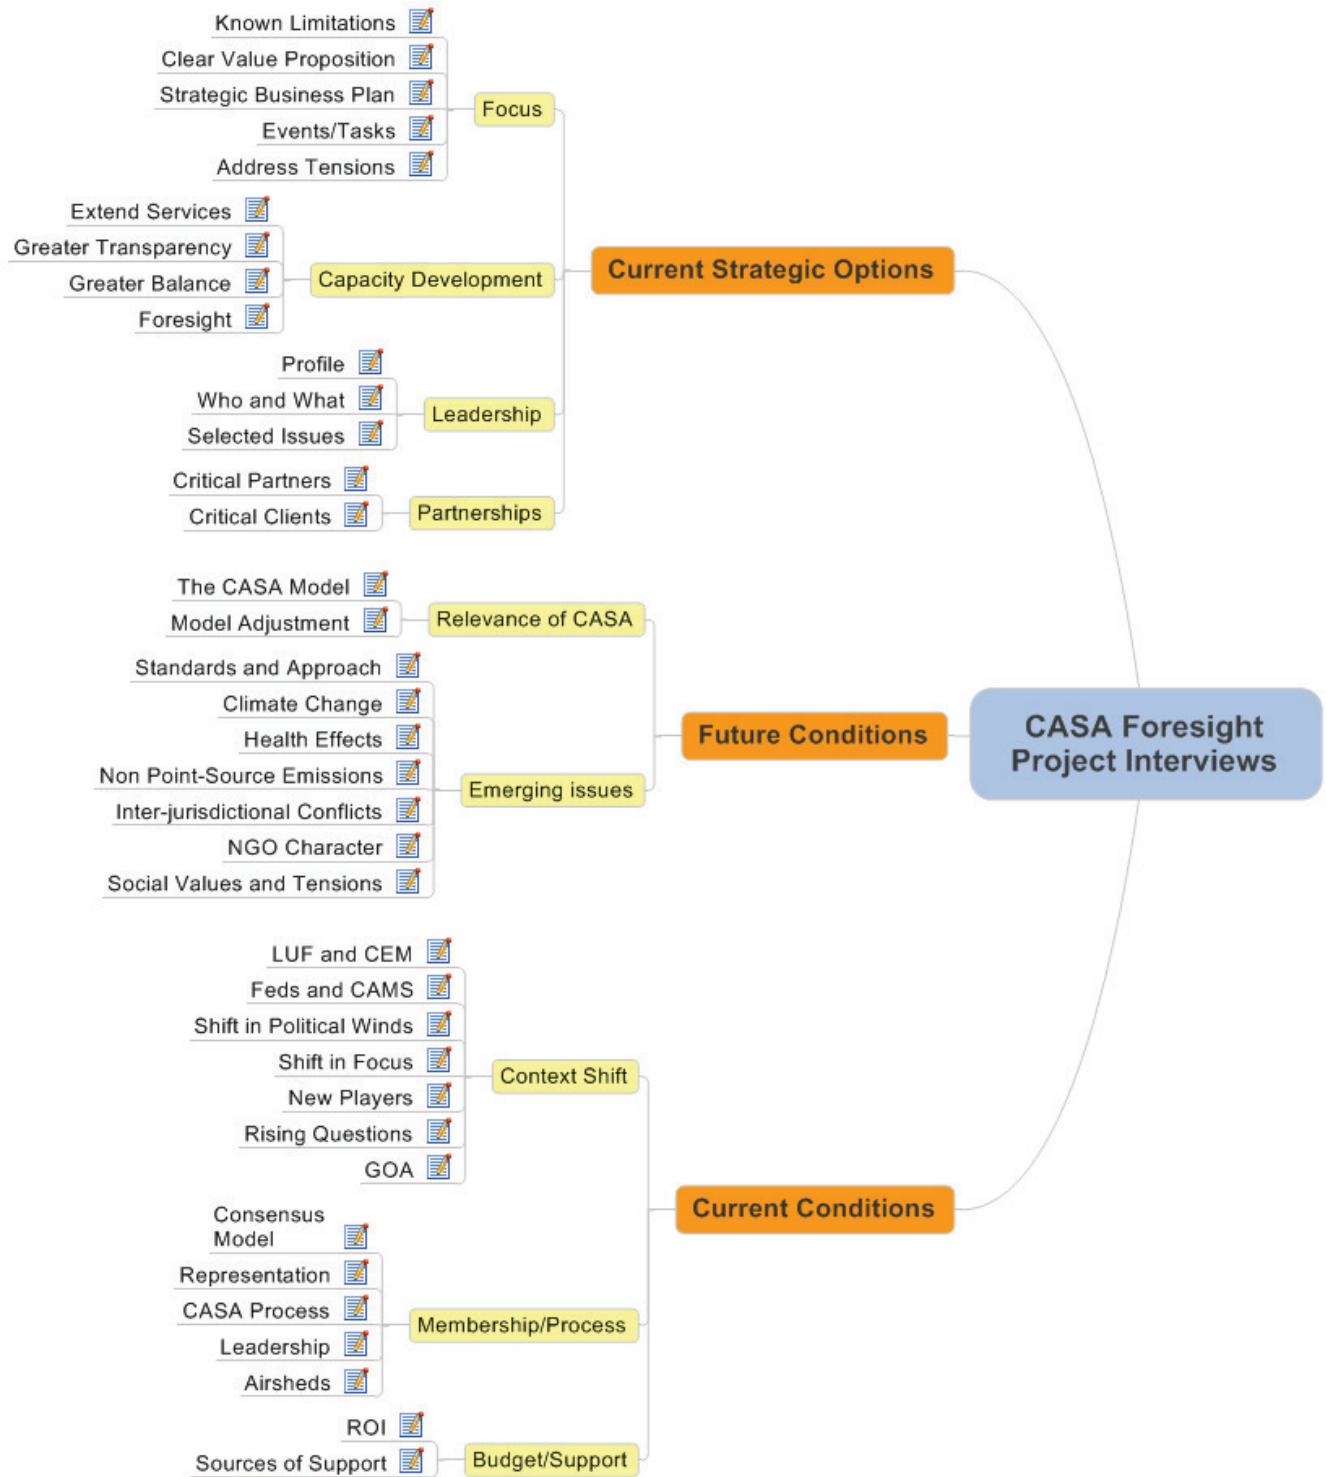 Known Limitations
Clear Value Proposition
Strategic Business Plan
Events/Tasks
Address Tensions
Focus
Extend Services
Greater Transparency
Greater Balance
Foresight
Capacity Development
Current Strategic Options
Profile
Who and What
Selected Issues
Leadership
Critical Partners
Critical Clients
Partnerships
The CASA Model
Model Adjustment
Relevance of CASA
Standards and Approach
Climate Change
Health Effects
Non Point-Source Emissions
Inter-jurisdictional Conflicts
NGO Character
Social Values and Tensions
Emerging issues
Future Conditions
CASA Foresight
Project Interviews
LUF and CEM
Feds and CAMS
Shift in Political Winds
Shift in Focus
New Players
Rising Questions
GOA
Context Shift
Current Conditions
Consensus
Model
Representation
CASA Process
Leadership
Airsheds
Membership/Process
ROI
Sources of Support
Budget/Support